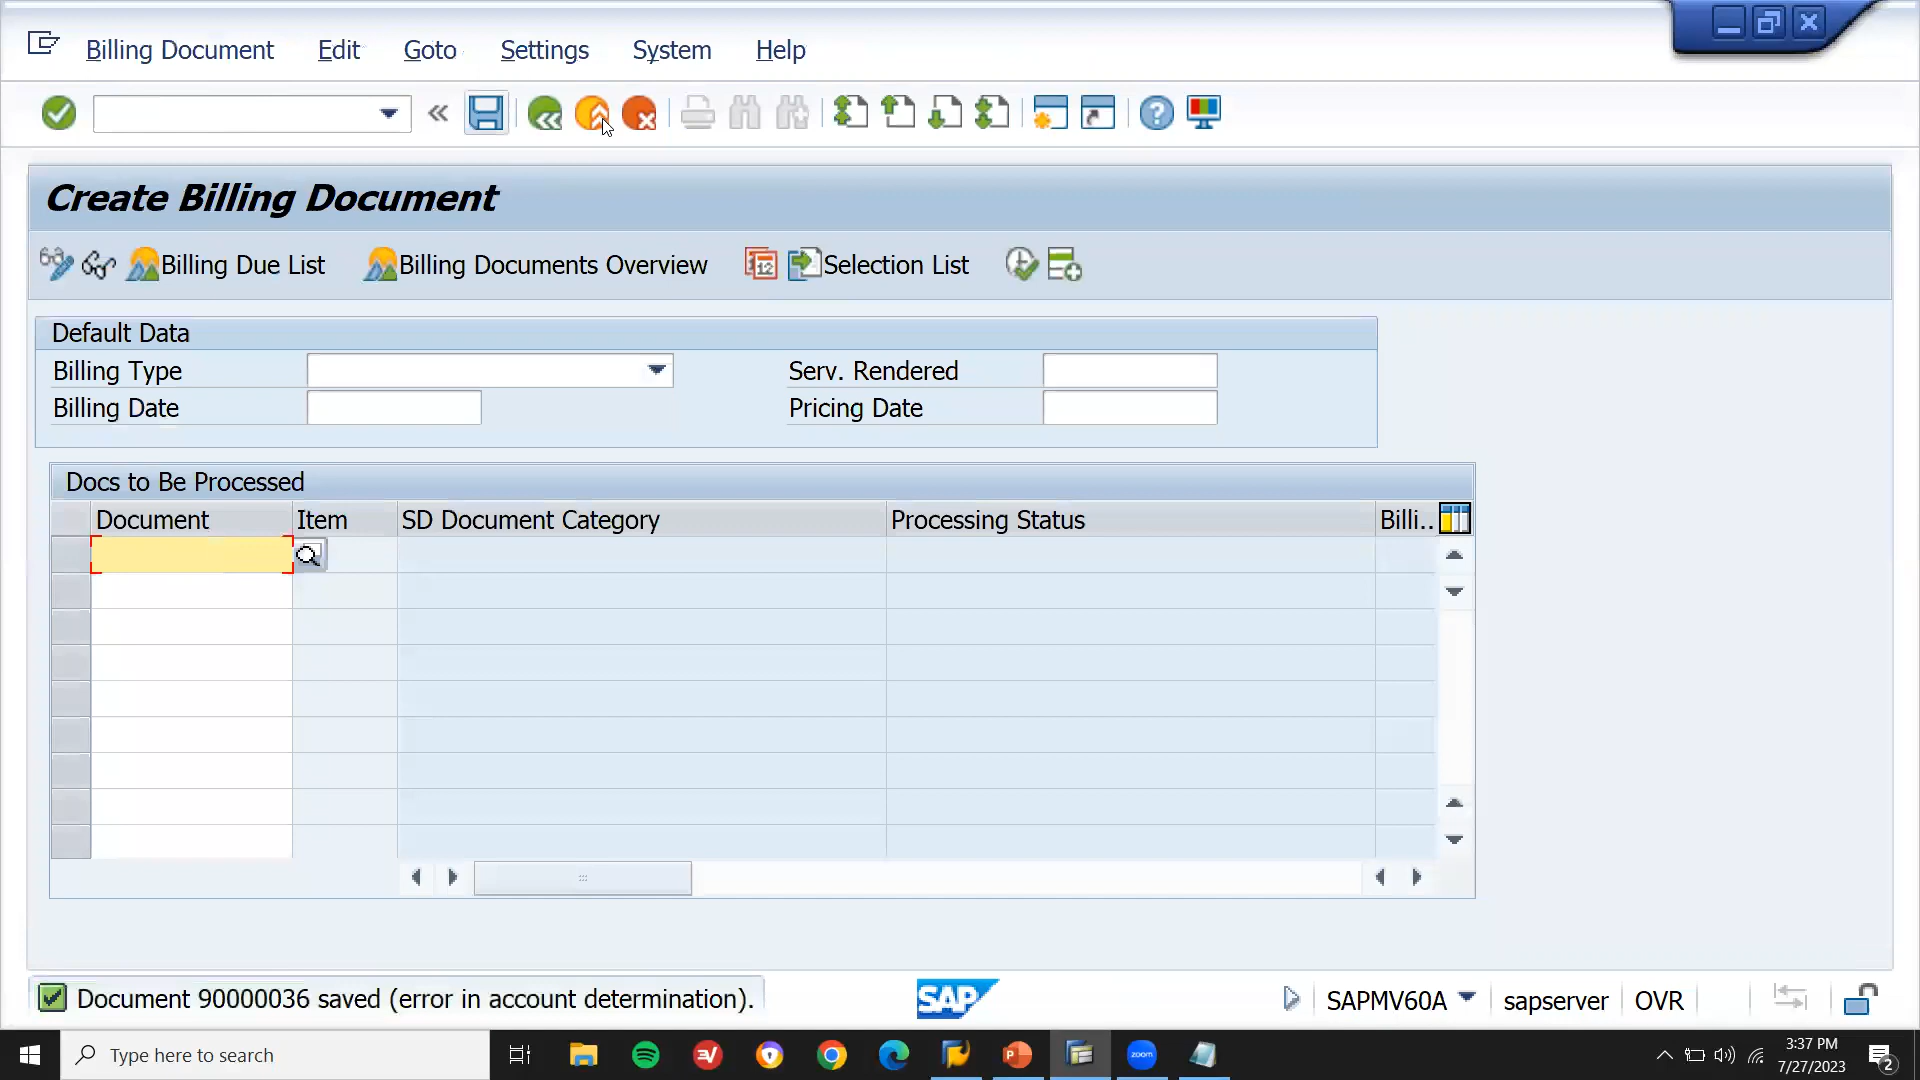 Billing Document Edit Goto Settings System Help
Create Billing Document
Billing Due List Billing Documents Overview 12 Selection List
Default Data
Billing Type Serv. Rendered
Billing Date Pricing Date
Docs to Be Processed
Document Item SD Document Category Processing Status Billi..
Document 90000036 saved (error in account determination). SAP SAPMV60A sapserver OVR
Type here to search zoom 3:37 PM
7/27/2023 2